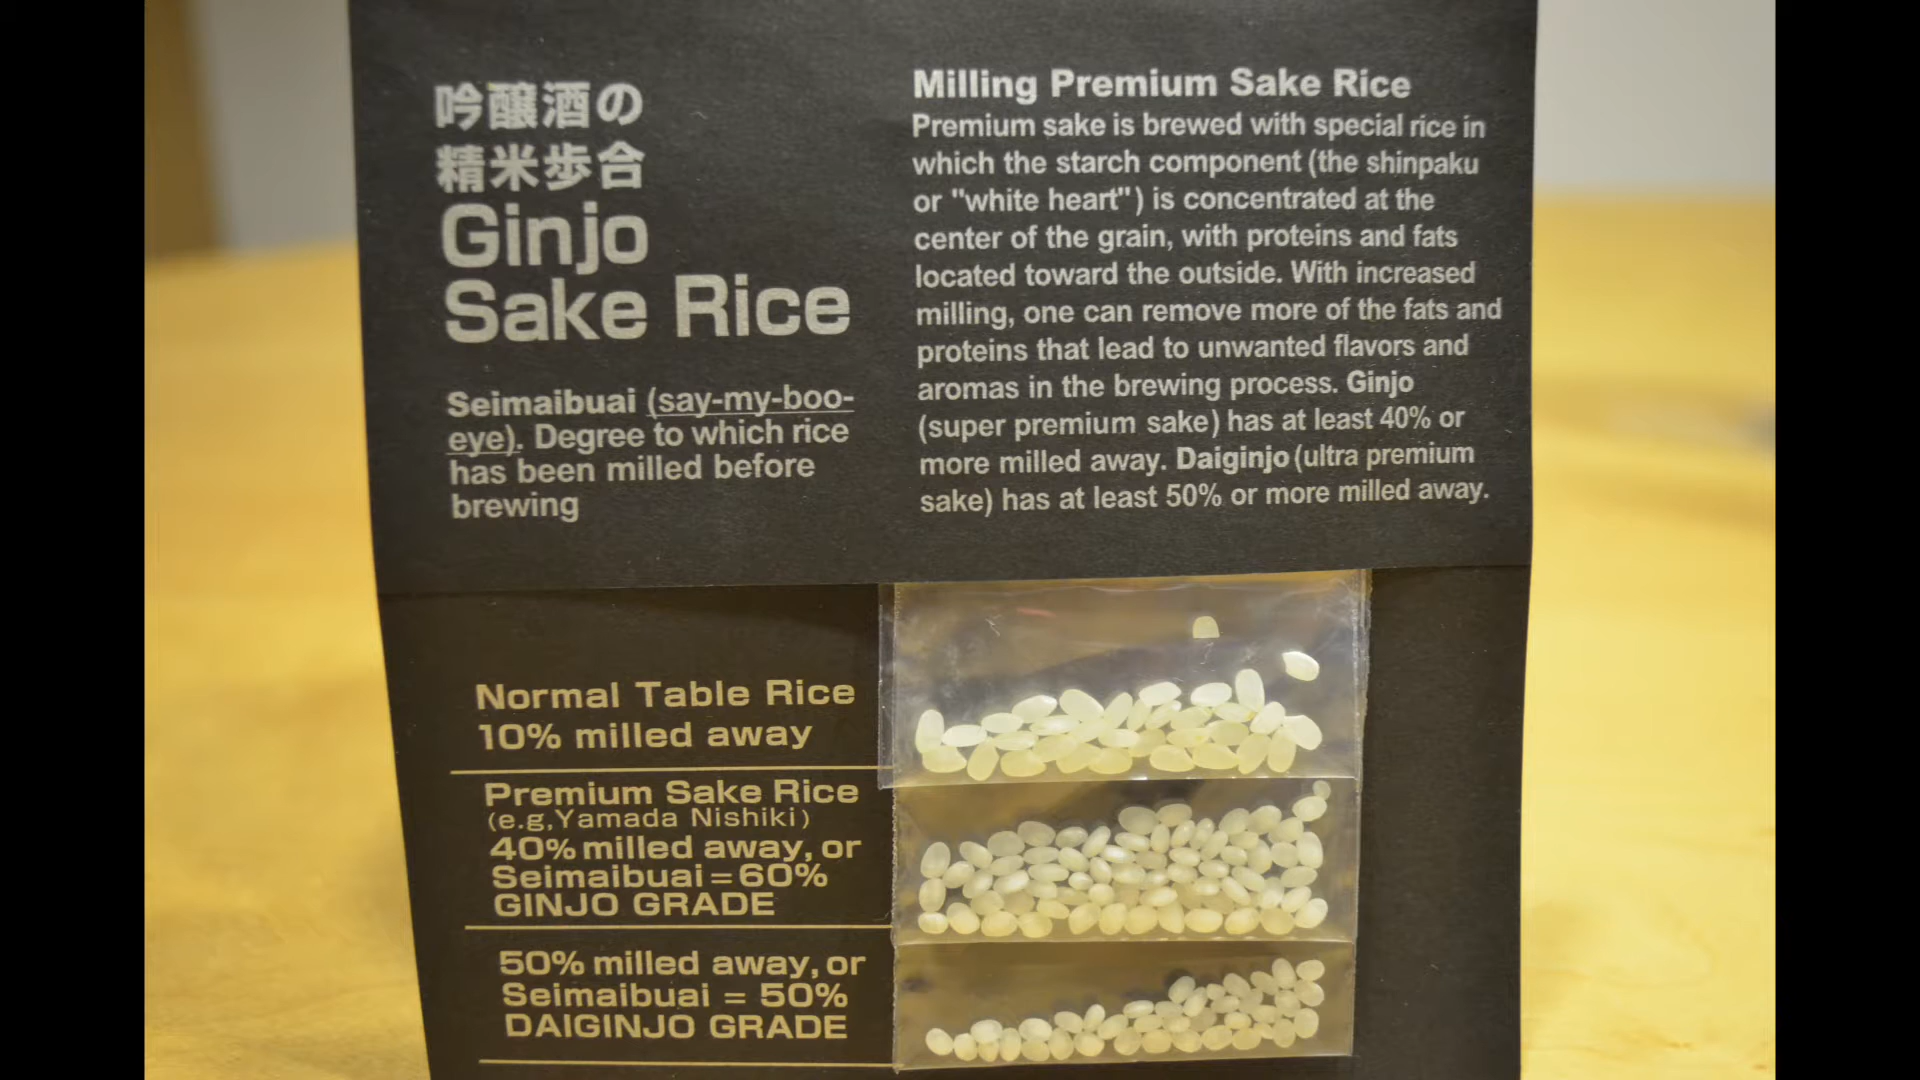 吟醸酒の
精米歩合
Ginjo
Sake Rice
Seimaibuai (say-my-boo-
eye). Degree to which rice
has been milled before
brewing
Milling Premium Sake Rice
Premium sake is brewed with special rice in
which the starch component (the shinpaku
or "white heart") is concentrated at the
center of the grain, with proteins and fats
located toward the outside. With increased
milling, one can remove more of the fats and
proteins that lead to unwanted flavors and
aromas in the brewing process. Ginjo
(super premium sake) has at least 40% or
more milled away. Daiginjo (ultra premium
sake) has at least 50% or more milled away.
Normal Table Rice
10% milled away
Premium Sake Rice
(e.g,Yamada Nishiki)
40% milled away, or
Seimaibuai = 60%
GINJO GRADE
50% milled away, or
Seimaibuai = 50%
DAIGINJO GRADE